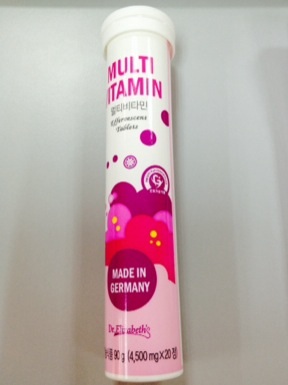 MULTI
VITAMIN
멀티비타민
Effervescent
Tablets
MADE IN
GERMANY
Dr.Elizabeth's
90 g (4,500 mg X 20 정)